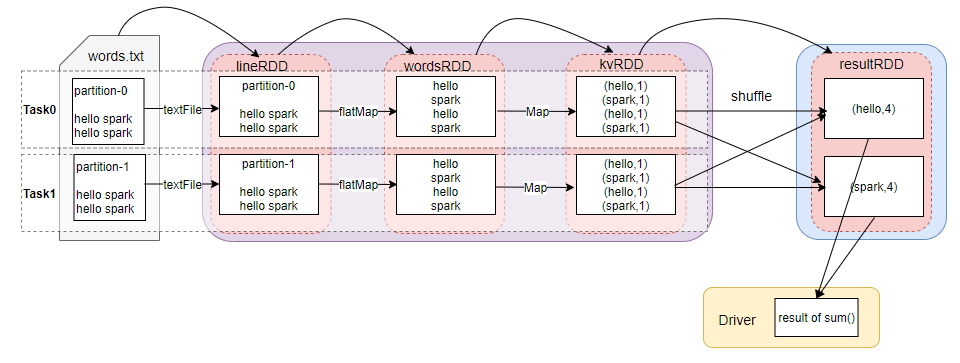 words.txt
lineRDD
wordsRDD
kvRDD
resultRDD
Task0
partition-0
hello spark
hello spark
textFile
partition-0
hello spark
hello spark
flatMap
hello
spark
hello
spark
Map
(hello,1)
(spark,1)
(hello,1)
(spark,1)
shuffle
(hello,4)
Task1
partition-1
hello spark
hello spark
textFile
partition-1
hello spark
hello spark
flatMap
hello
spark
hello
spark
Map
(hello,1)
(spark,1)
(hello,1)
(spark,1)
(spark,4)
Driver
result of sum()